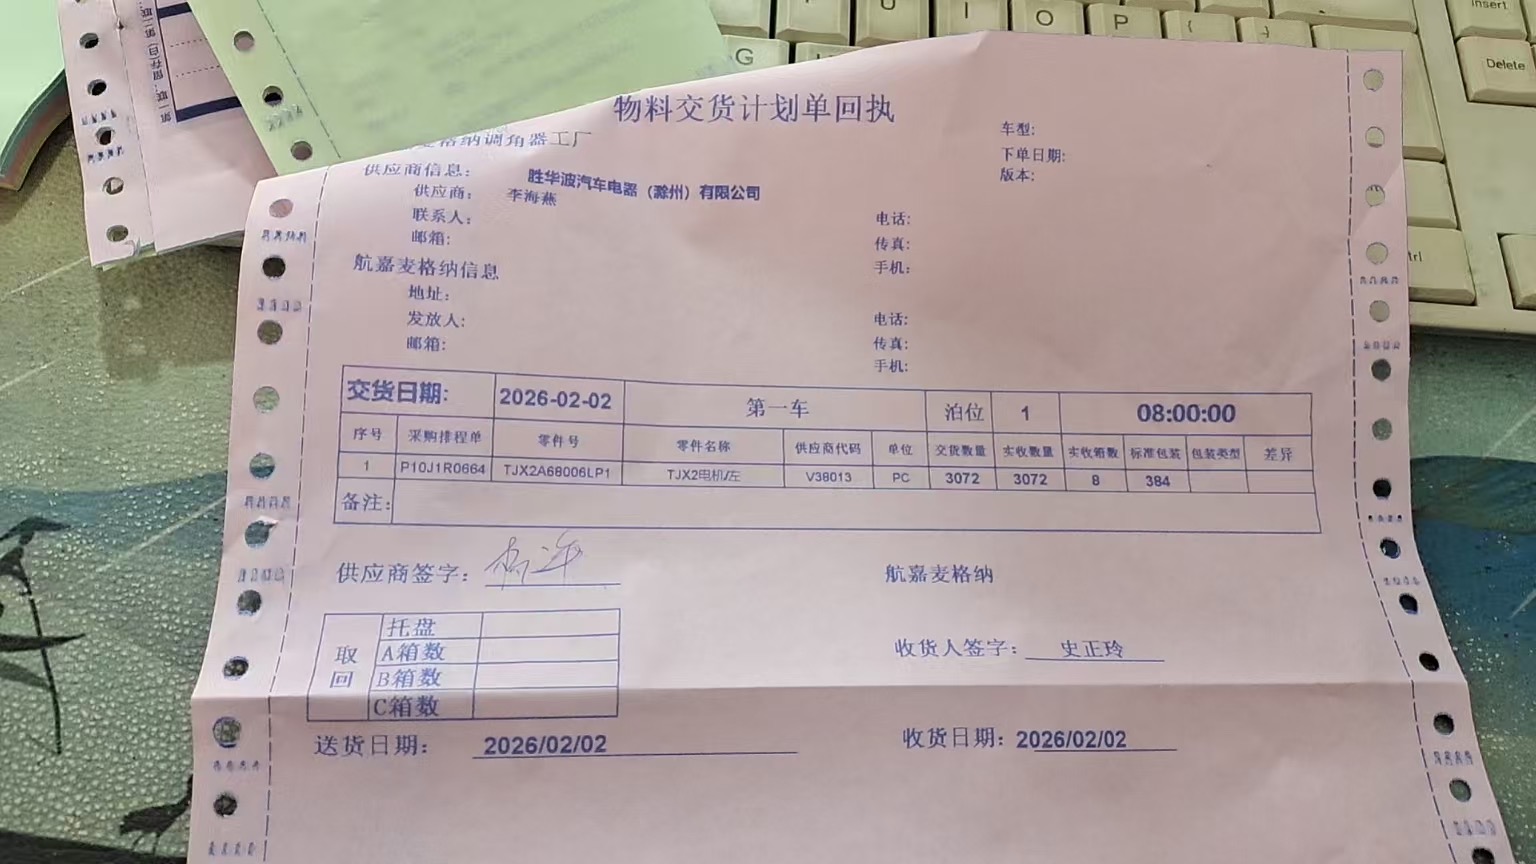 物料交货计划单回执
麦格纳调角器工厂
车型:
下单日期:
版本:
供应商信息:
供应商: 胜华波汽车电器（滁州）有限公司
联系人: 李海燕
邮箱:
电话:
传真:
手机:
航嘉麦格纳信息
地址:
发放人:
邮箱:
电话:
传真:
手机:
交货日期: 2026-02-02 第一车 泊位 1 08:00:00
序号 采购排程单 零件号 零件名称 供应商代码 单位 交货数量 实收数量 实收箱数 标准包装 包装类型 差异
1 P10J1R0664 TJX2A68006LP1 TJX2电机/左 V38013 PC 3072 3072 8 384
备注:
供应商签字:
航嘉麦格纳
取回
托盘
A箱数
B箱数
C箱数
收货人签字: 史正玲
送货日期: 2026/02/02
收货日期: 2026/02/02
U I O P
G
Insert
Delete